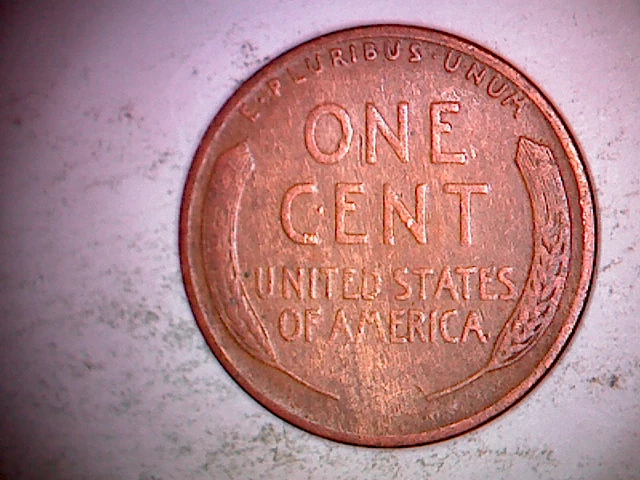 E·PLURIBUS·UNUM
ONE
CENT
UNITED STATES
OF AMERICA